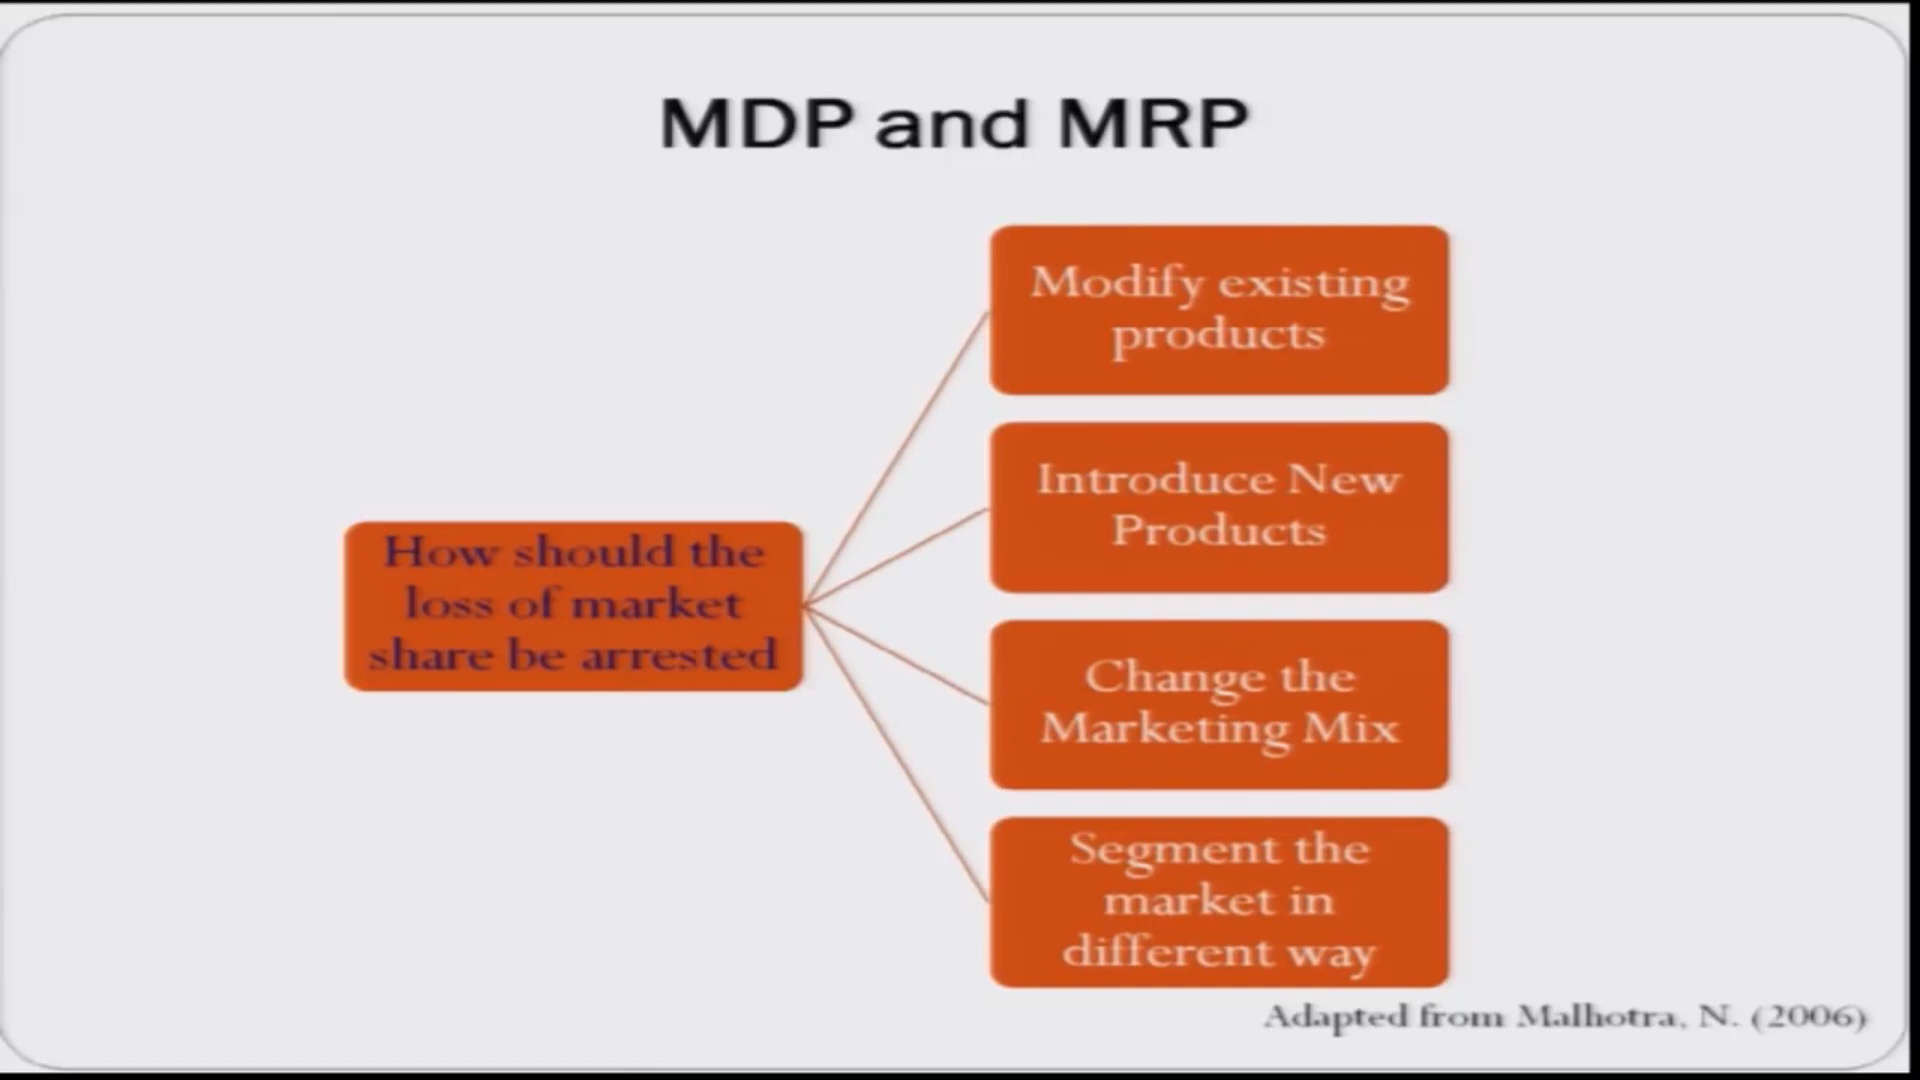 MDP and MRP
Modify existing
products
Introduce New
Products
How should the
loss of market
share be arrested
Change the
Marketing Mix
Segment the
market in
different way
Adapted from Malhotra, N. (2006)